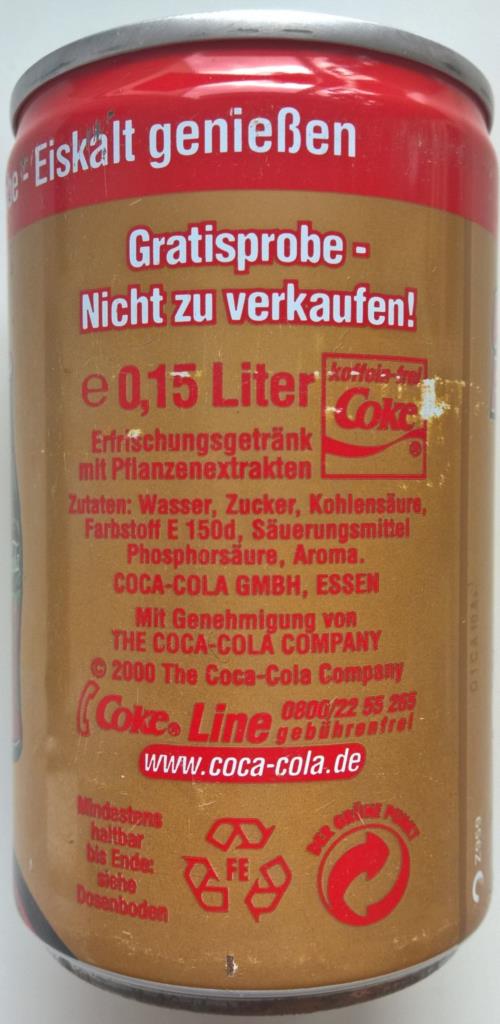 - Eiskalt genießen
Gratisprobe -
Nicht zu verkaufen!
e 0,15 Liter
koffein-frei
Coke
®
Erfrischungsgetränk
mit Pflanzenextrakten
Zutaten: Wasser, Zucker, Kohlensäure,
Farbstoff E 150d, Säuerungsmittel
Phosphorsäure, Aroma.
COCA-COLA GMBH, ESSEN
Mit Genehmigung von
THE COCA-COLA COMPANY
© 2000 The Coca-Cola Company
Coke® Line 0800/22 55 265
gebührenfrei
www.coca-cola.de
Mindestens
haltbar
bis Ende:
siehe
Dosenboden
FE
DER GRÜNE PUNKT